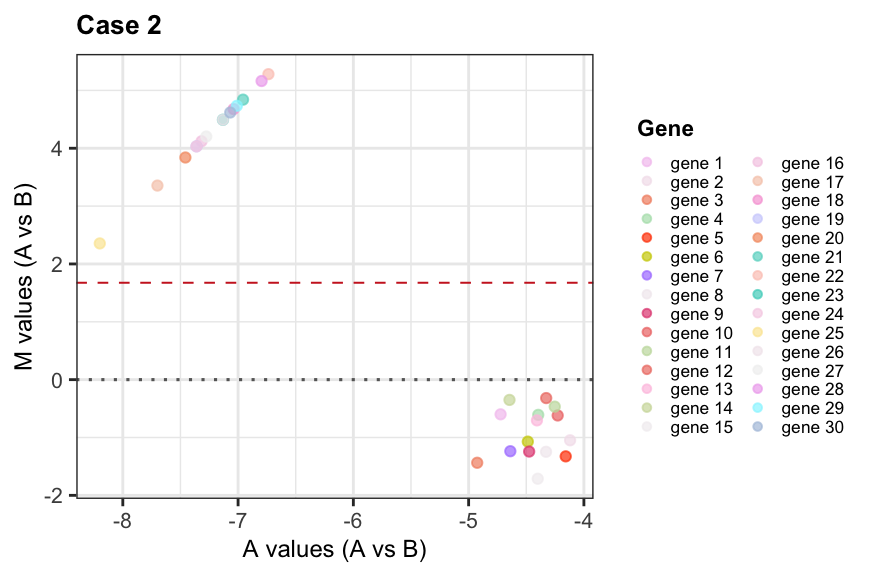 Case 2
M values (A vs B)
4
2
0
-2
-8
-7
-6
-5
-4
A values (A vs B)
Gene
gene 1
gene 2
gene 3
gene 4
gene 5
gene 6
gene 7
gene 8
gene 9
gene 10
gene 11
gene 12
gene 13
gene 14
gene 15
gene 16
gene 17
gene 18
gene 19
gene 20
gene 21
gene 22
gene 23
gene 24
gene 25
gene 26
gene 27
gene 28
gene 29
gene 30